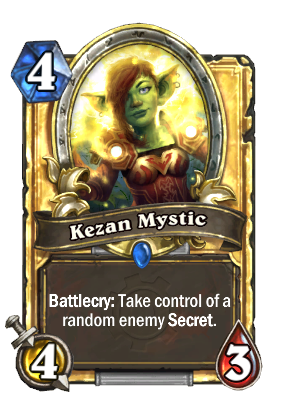 4
Kezan Mystic
Battlecry: Take control of a
random enemy Secret.
4
3